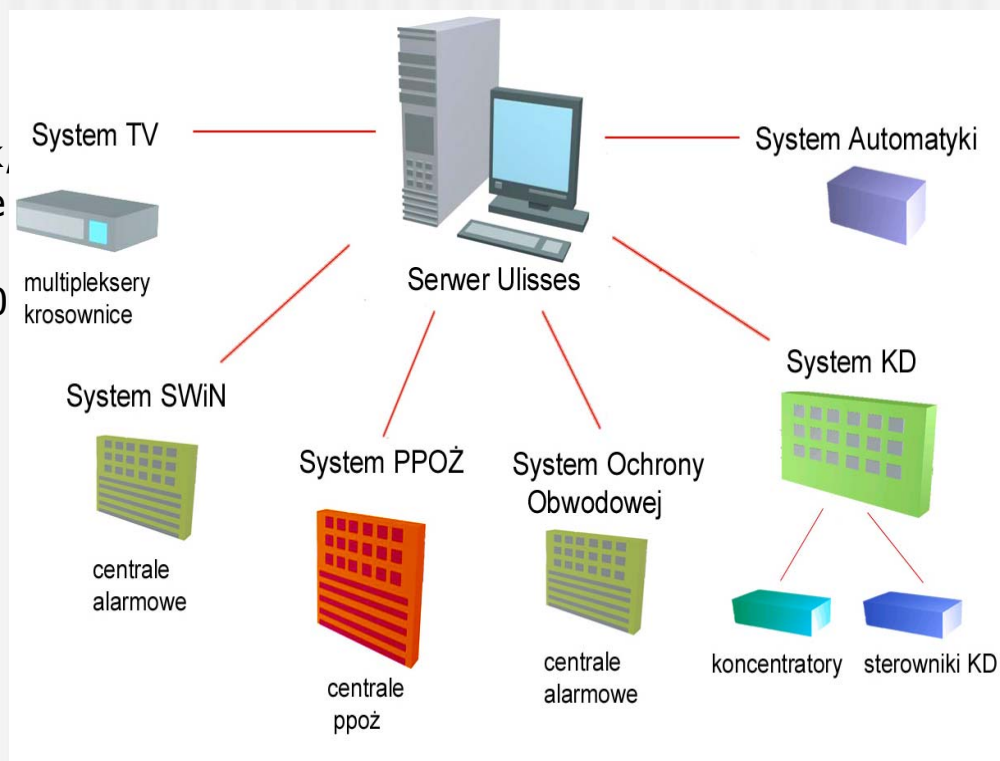 System TV
System Automatyki
multipleksery
krosownice
Serwer Ulisses
System KD
System SWiN
System PPOŻ
System Ochrony
Obwodowej
centrale
alarmowe
centrale
ppoż
centrale
alarmowe
koncentratory
sterowniki KD